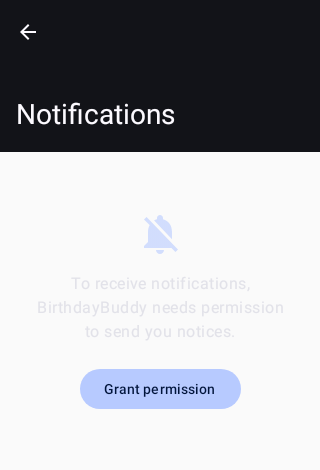 Notifications
To receive notifications,
BirthdayBuddy needs permission
to send you notices.
Grant permission